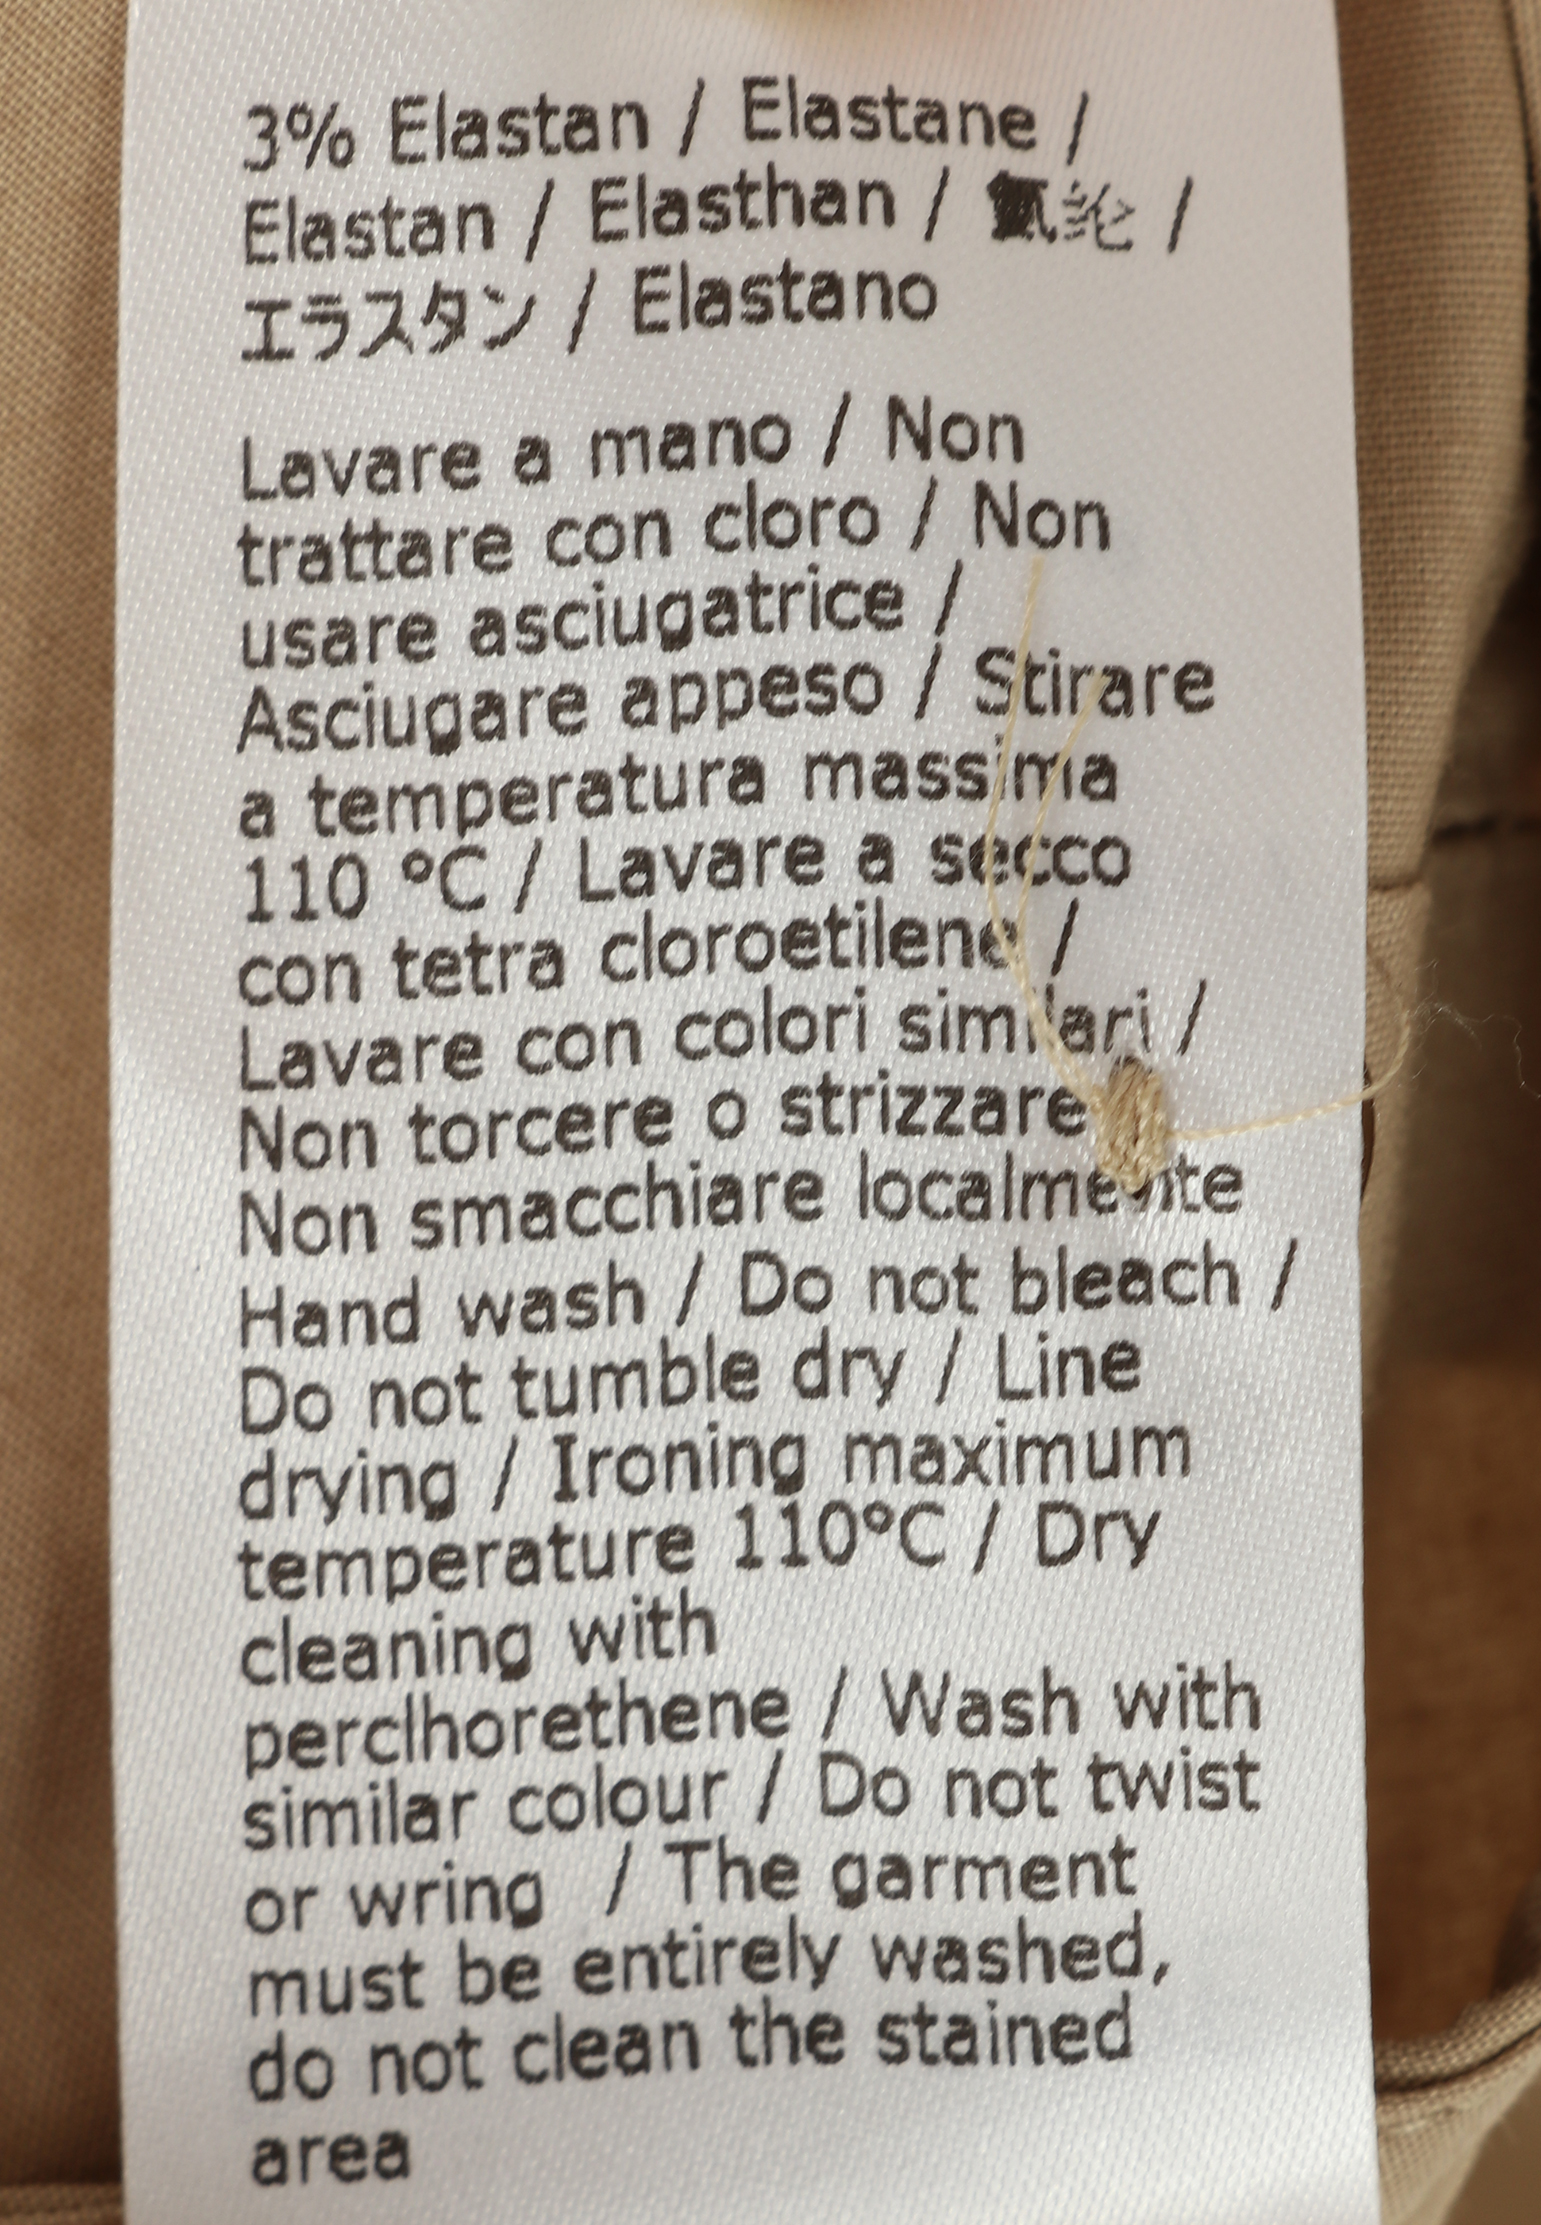 3% Elastan / Elastane /
Elastan / Elasthan / 氨纶 /
エラスタン / Elastano
Lavare a mano / Non
trattare con cloro / Non
usare asciugatrice /
Asciugare appeso / Stirare
a temperatura massima
110 °C / Lavare a secco
con tetra cloroetilene /
Lavare con colori similari /
Non torcere o strizzare
Non smacchiare localmente
Hand wash / Do not bleach /
Do not tumble dry / Line
drying / Ironing maximum
temperature 110°C / Dry
cleaning with
perclhorethene / Wash with
similar colour / Do not twist
or wring / The garment
must be entirely washed,
do not clean the stained
area